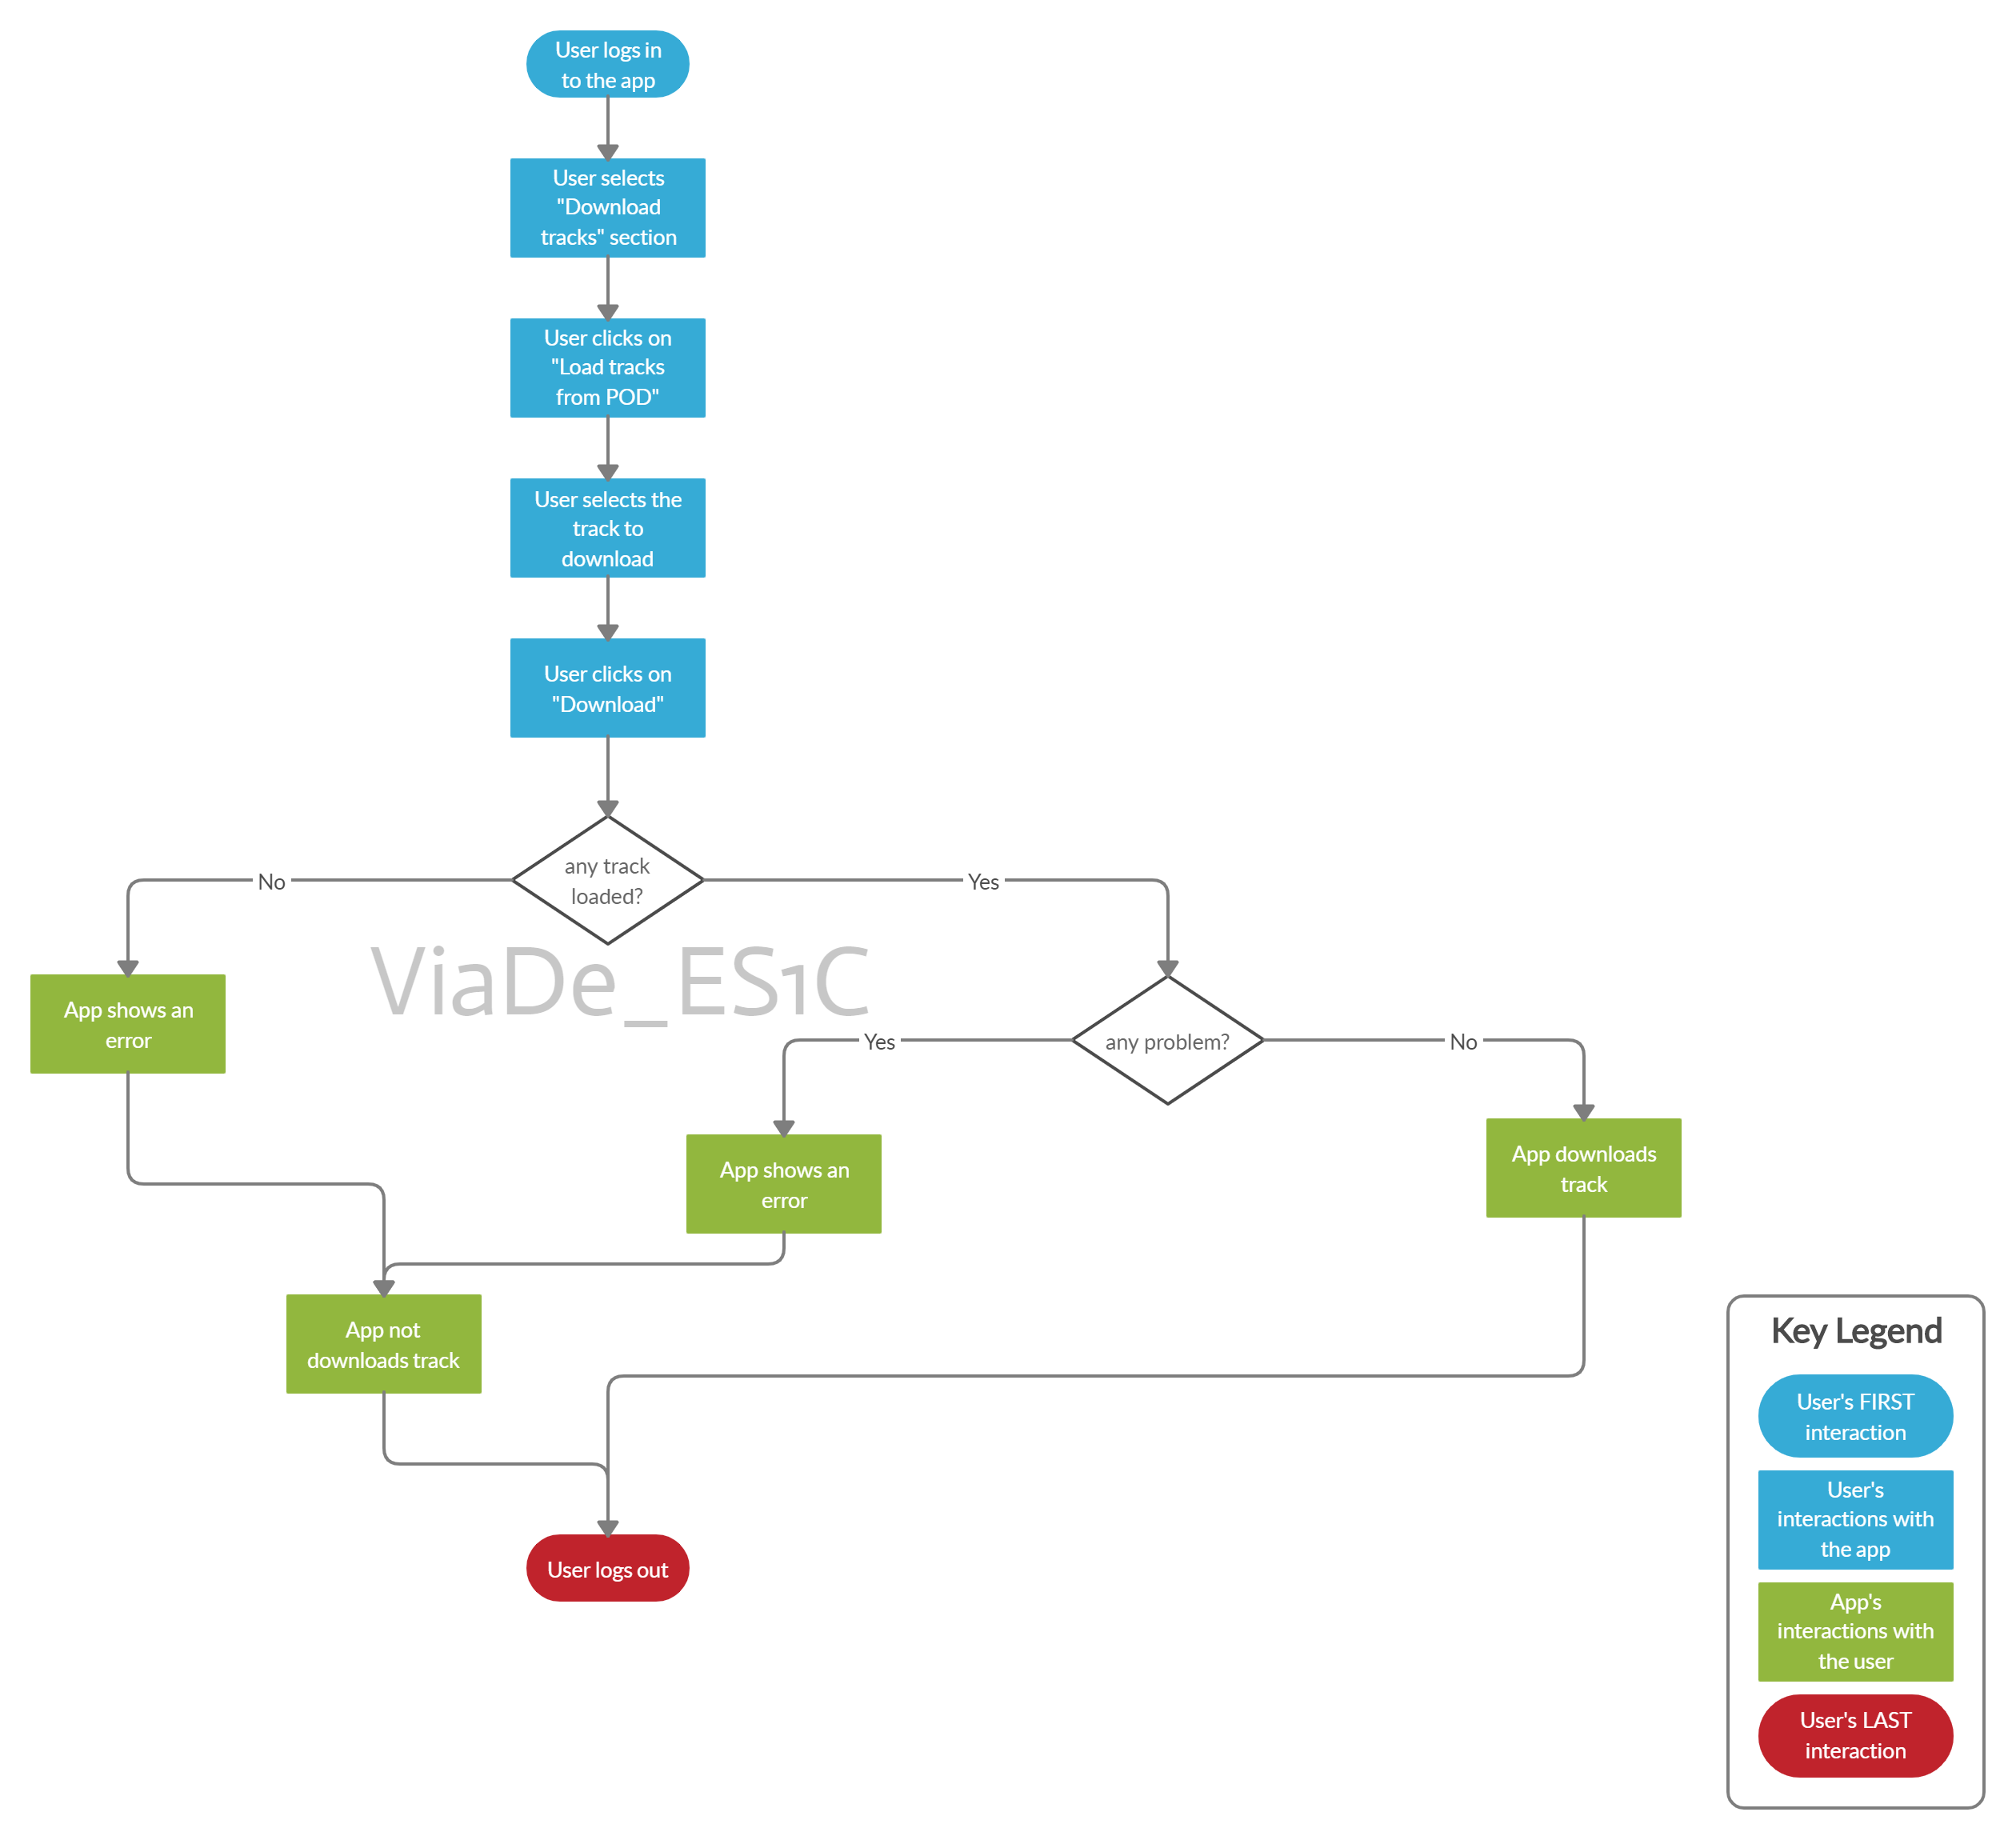 User logs in
to the app
User selects
"Download
tracks" section
User clicks on
"Load tracks
from POD"
User selects the
track to
download
User clicks on
"Download"
any track
loaded?
No
Yes
ViaDe_ES1C
App shows an
error
any problem?
Yes
No
App shows an
error
App downloads
track
App not
downloads track
User logs out
Key Legend
User's FIRST
interaction
User's
interactions with
the app
App's
interactions with
the user
User's LAST
interaction